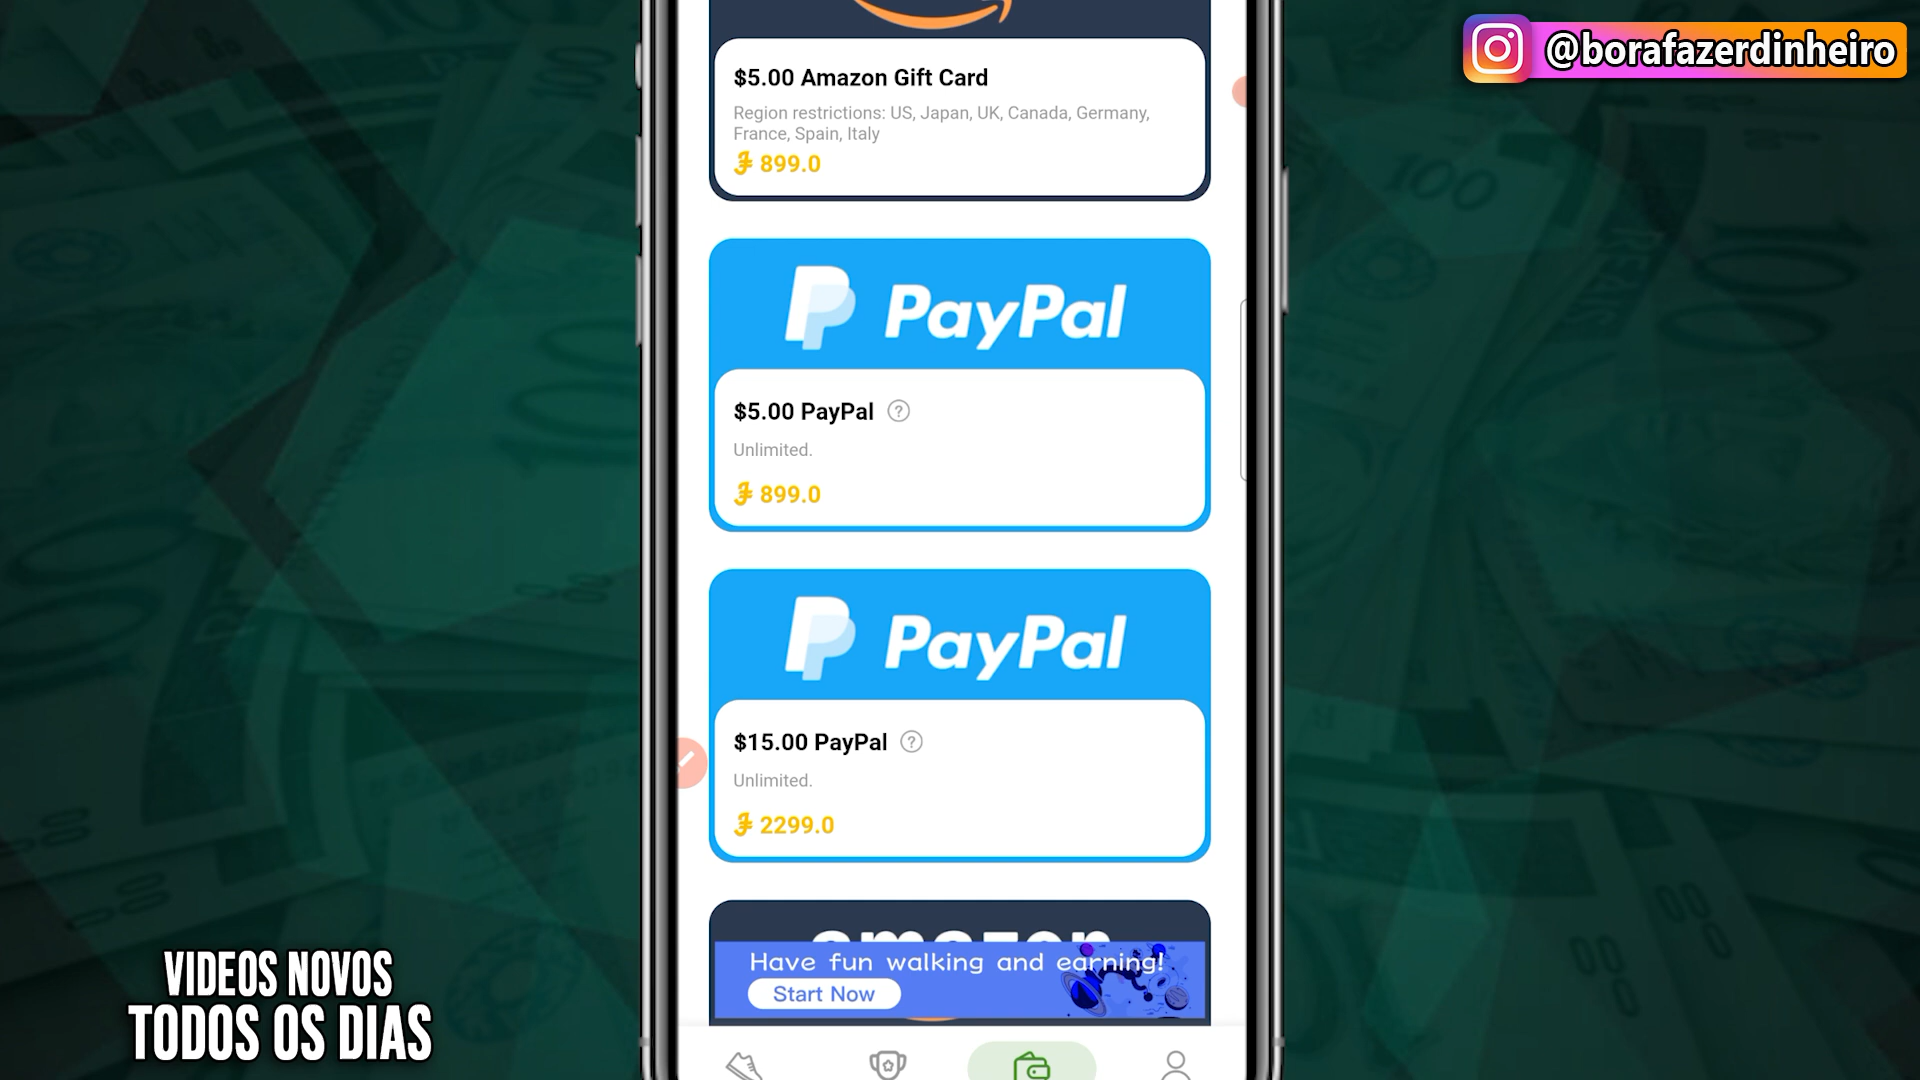 @borafazerdinheiro
$5.00 Amazon Gift Card
Region restrictions: US, Japan, UK, Canada, Germany,
France, Spain, Italy
899.0
PayPal
$5.00 PayPal ?
Unlimited.
899.0
PayPal
$15.00 PayPal ?
Unlimited.
2299.0
amazon
Have fun walking and earning!
Start Now
VIDEOS NOVOS
TODOS OS DIAS